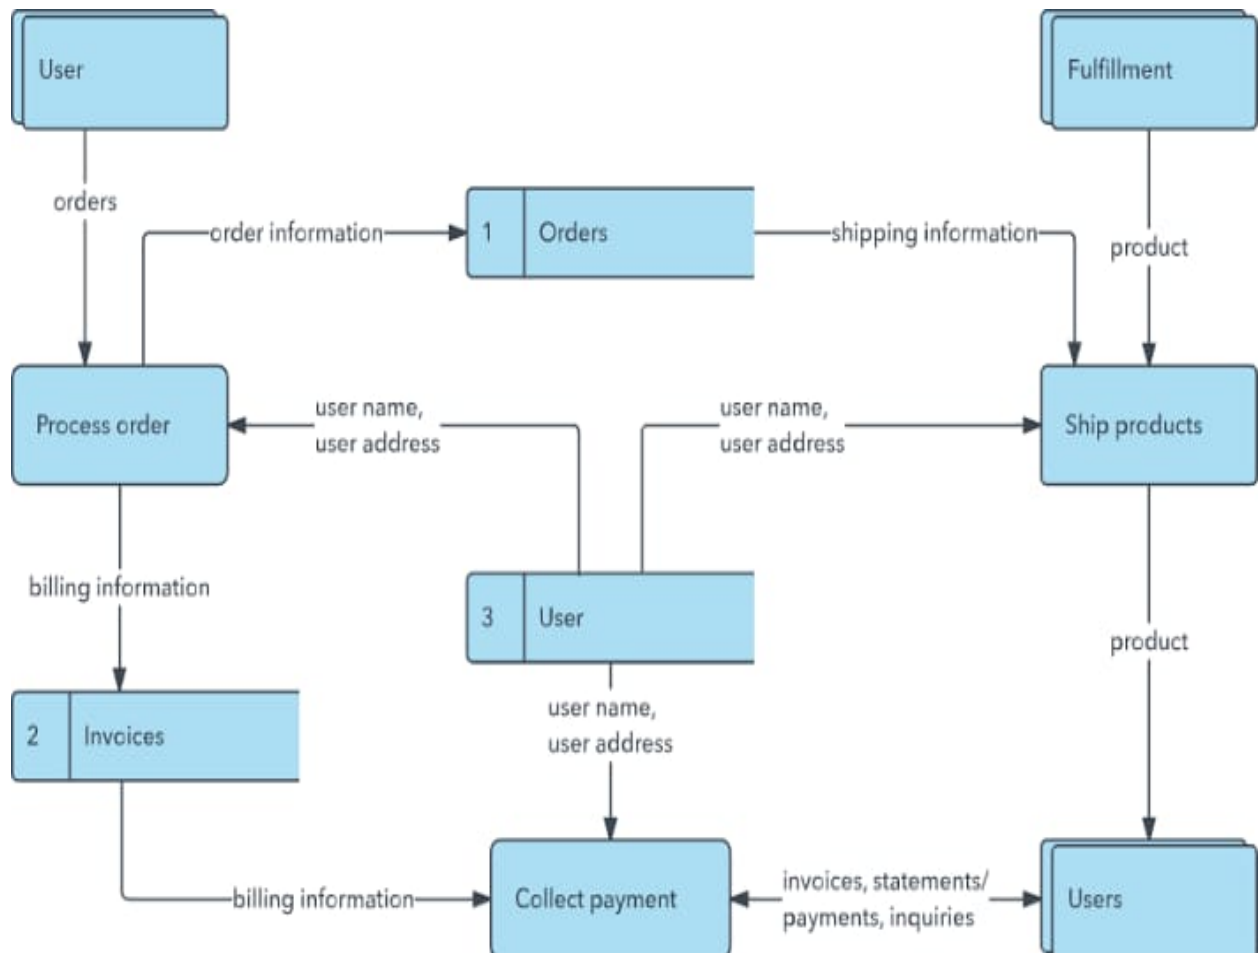 User
Fulfillment
orders
order information
1
Orders
shipping information
product
Process order
user name,
user address
user name,
user address
Ship products
billing information
3
User
product
user name,
user address
2
Invoices
billing information
Collect payment
invoices, statements/
payments, inquiries
Users